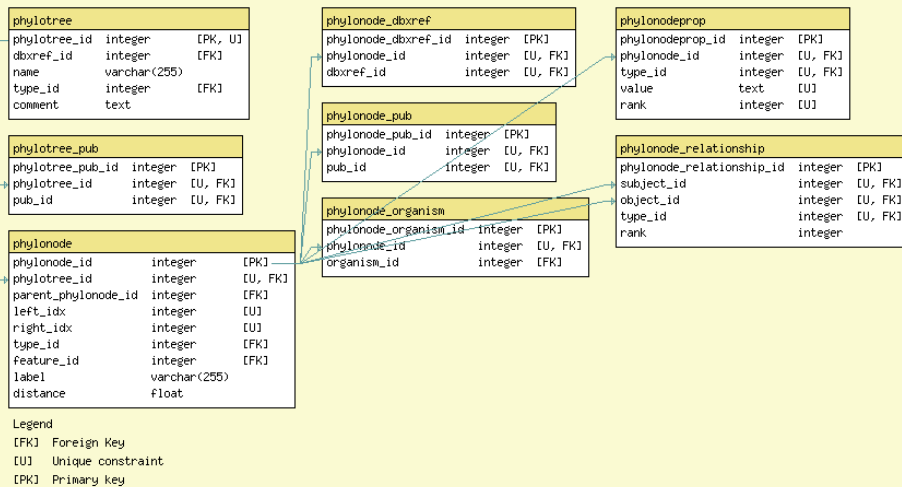 phylotree
phylotree_id integer [PK, U]
dbxref_id integer [FK]
name varchar(255)
type_id integer [FK]
comment text
phylotree_pub
phylotree_pub_id integer [PK]
phylotree_id integer [U, FK]
pub_id integer [U, FK]
phylonode
phylonode_id integer [PK]
phylotree_id integer [U, FK]
parent_phylonode_id integer [FK]
left_idx integer [U]
right_idx integer [U]
type_id integer [FK]
feature_id integer [FK]
label varchar(255)
distance float
phylonode_dbxref
phylonode_dbxref_id integer [PK]
phylonode_id integer [U, FK]
dbxref_id integer [U, FK]
phylonode_pub
phylonode_pub_id integer [PK]
phylonode_id integer [U, FK]
pub_id integer [U, FK]
phylonode_organism
phylonode_organism_id integer [PK]
phylonode_id integer [U, FK]
organism_id integer [FK]
phylonodeprop
phylonodeprop_id integer [PK]
phylonode_id integer [U, FK]
type_id integer [U, FK]
value text [U]
rank integer [U]
phylonode_relationship
phylonode_relationship_id integer [PK]
subject_id integer [U, FK]
object_id integer [U, FK]
type_id integer [U, FK]
rank integer
Legend
[FK] Foreign Key
[U] Unique constraint
[PK] Primary key